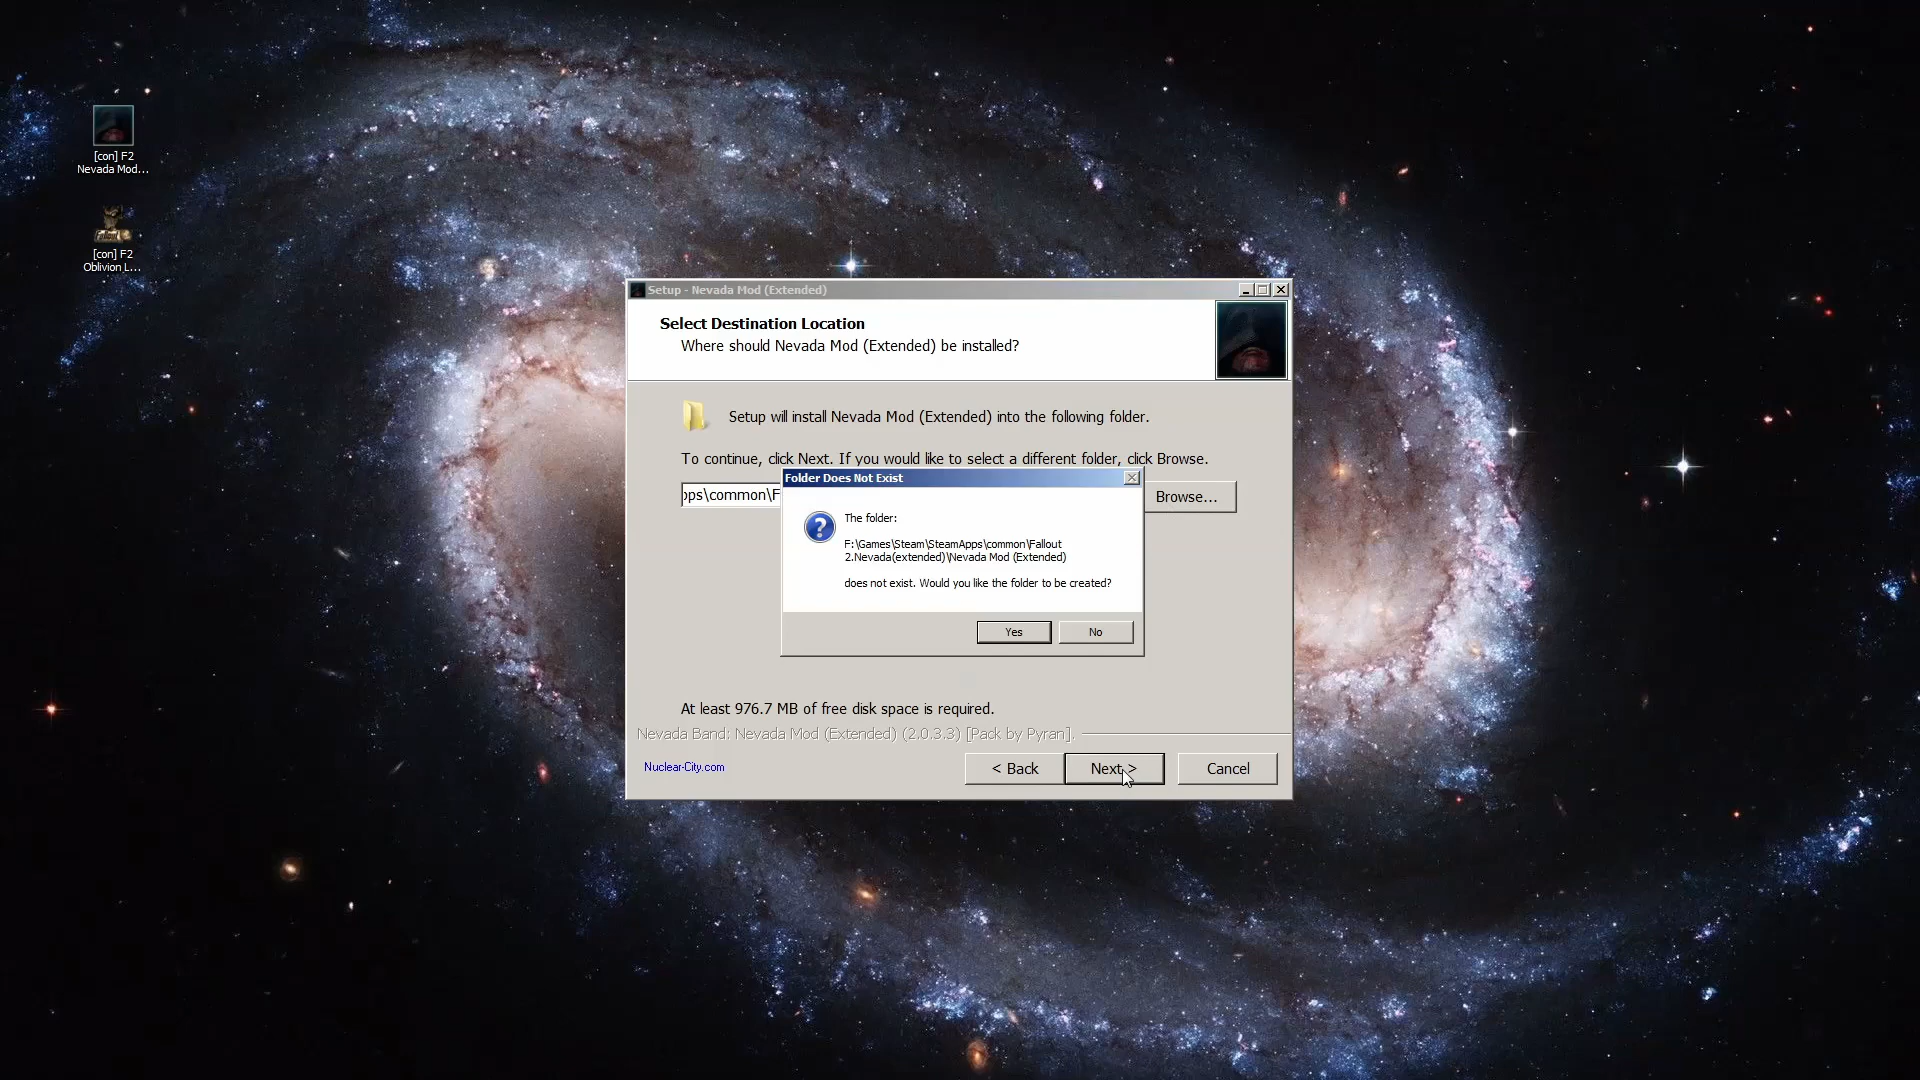 [con] F2
Nevada Mod...
[con] F2
Oblivion L...
Setup - Nevada Mod (Extended)
Select Destination Location
Where should Nevada Mod (Extended) be installed?
Setup will install Nevada Mod (Extended) into the following folder.
To continue, click Next. If you would like to select a different folder, click Browse.
Folder Does Not Exist
ps\common\F
Browse...
The folder:
F:\Games\Steam\SteamApps\common\Fallout
2.Nevada(extended)\Nevada Mod (Extended)
does not exist. Would you like the folder to be created?
Yes
No
At least 976.7 MB of free disk space is required.
Nevada Band: Nevada Mod (Extended) (2.0.3.3) [Pack by Pyran].
Nuclear-City.com
< Back
Next >
Cancel